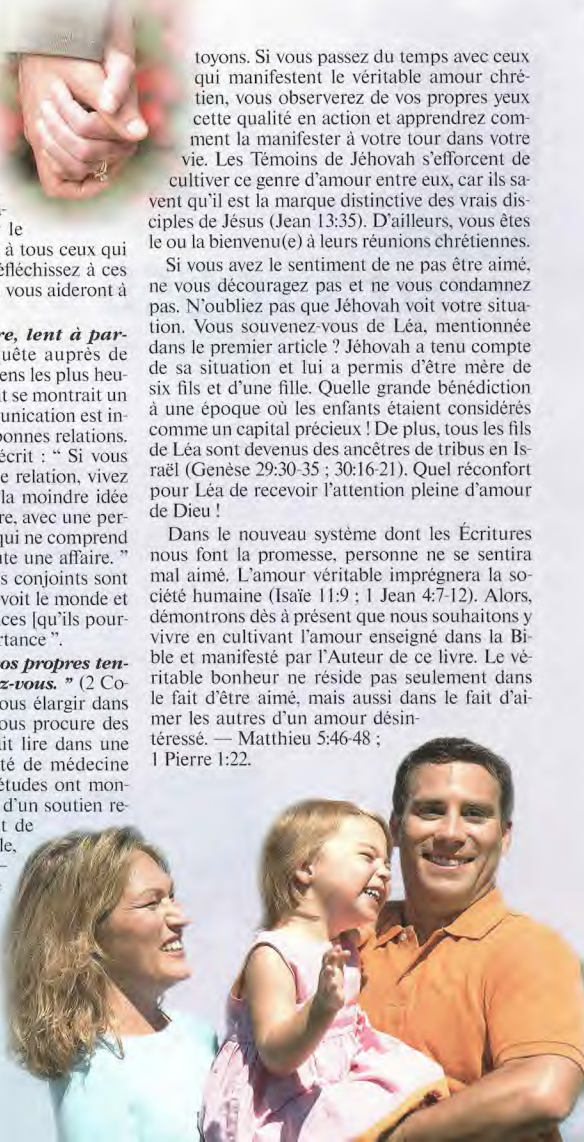 le
à tous ceux qui
éfléchissez à ces
vous aideront à
re, lent à par-
uête auprès de
ens les plus heu-
t se montrait un
unication est in-
bonnes relations.
écrit : “ Si vous
e relation, vivez
la moindre idée
re, avec une per-
qui ne comprend
ute une affaire. ”
s conjoints sont
voit le monde et
ces [qu'ils pour-
rtance ”.
os propres ten-
z-vous. ” (2 Co-
ous élargir dans
ous procure des
it lire dans une
té de médecine
études ont mon-
d'un soutien re-
t de
le,
toyons. Si vous passez du temps avec ceux
qui manifestent le véritable amour chré-
tien, vous observerez de vos propres yeux
cette qualité en action et apprendrez com-
ment la manifester à votre tour dans votre
vie. Les Témoins de Jéhovah s'efforcent de
cultiver ce genre d'amour entre eux, car ils sa-
vent qu'il est la marque distinctive des vrais dis-
ciples de Jésus (Jean 13:35). D'ailleurs, vous êtes
le ou la bienvenu(e) à leurs réunions chrétiennes.
Si vous avez le sentiment de ne pas être aimé,
ne vous découragez pas et ne vous condamnez
pas. N'oubliez pas que Jéhovah voit votre situa-
tion. Vous souvenez-vous de Léa, mentionnée
dans le premier article ? Jéhovah a tenu compte
de sa situation et lui a permis d'être mère de
six fils et d'une fille. Quelle grande bénédiction
à une époque où les enfants étaient considérés
comme un capital précieux ! De plus, tous les fils
de Léa sont devenus des ancêtres de tribus en Is-
raël (Genèse 29:30-35 ; 30:16-21). Quel réconfort
pour Léa de recevoir l'attention pleine d'amour
de Dieu !
Dans le nouveau système dont les Écritures
nous font la promesse, personne ne se sentira
mal aimé. L'amour véritable imprégnera la so-
ciété humaine (Isaïe 11:9 ; 1 Jean 4:7-12). Alors,
démontrons dès à présent que nous souhaitons y
vivre en cultivant l'amour enseigné dans la Bi-
ble et manifesté par l'Auteur de ce livre. Le vé-
ritable bonheur ne réside pas seulement dans
le fait d'être aimé, mais aussi dans le fait d'ai-
mer les autres d'un amour désin-
téressé. — Matthieu 5:46-48 ;
1 Pierre 1:22.